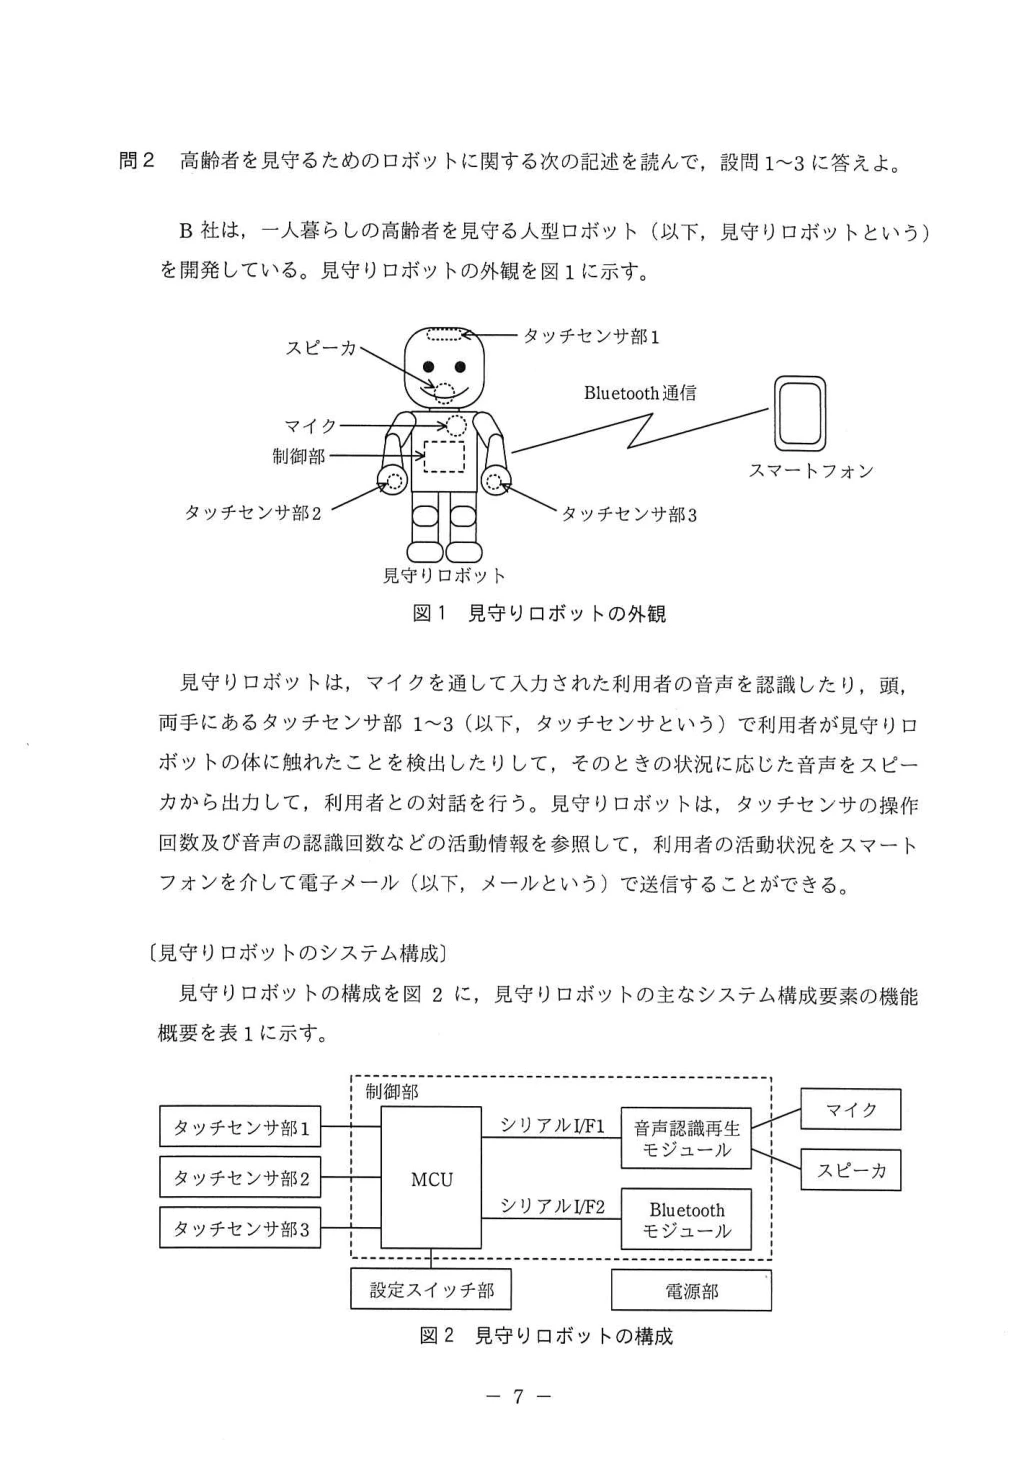 問2　高齢者を見守るためのロボットに関する次の記述を読んで，設問1～3に答えよ。
B社は，一人暮らしの高齢者を見守る人型ロボット（以下，見守りロボットという）
を開発している。見守りロボットの外観を図1に示す。
スピーカ
タッチセンサ部1
Bluetooth通信
マイク
制御部
スマートフォン
タッチセンサ部2
タッチセンサ部3
見守りロボット
図1　見守りロボットの外観
見守りロボットは，マイクを通して入力された利用者の音声を認識したり，頭，
両手にあるタッチセンサ部 1～3（以下，タッチセンサという）で利用者が見守りロ
ボットの体に触れたことを検出したりして，そのときの状況に応じた音声をスピー
カから出力して，利用者との対話を行う。見守りロボットは，タッチセンサの操作
回数及び音声の認識回数などの活動情報を参照して，利用者の活動状況をスマート
フォンを介して電子メール（以下，メールという）で送信することができる。
〔見守りロボットのシステム構成〕
見守りロボットの構成を図 2 に，見守りロボットの主なシステム構成要素の機能
概要を表1に示す。
制御部
タッチセンサ部1
タッチセンサ部2
タッチセンサ部3
MCU
シリアルI/F1
シリアルI/F2
音声認識再生
モジュール
Bluetooth
モジュール
マイク
スピーカ
設定スイッチ部
電源部
図2　見守りロボットの構成
－ 7 －